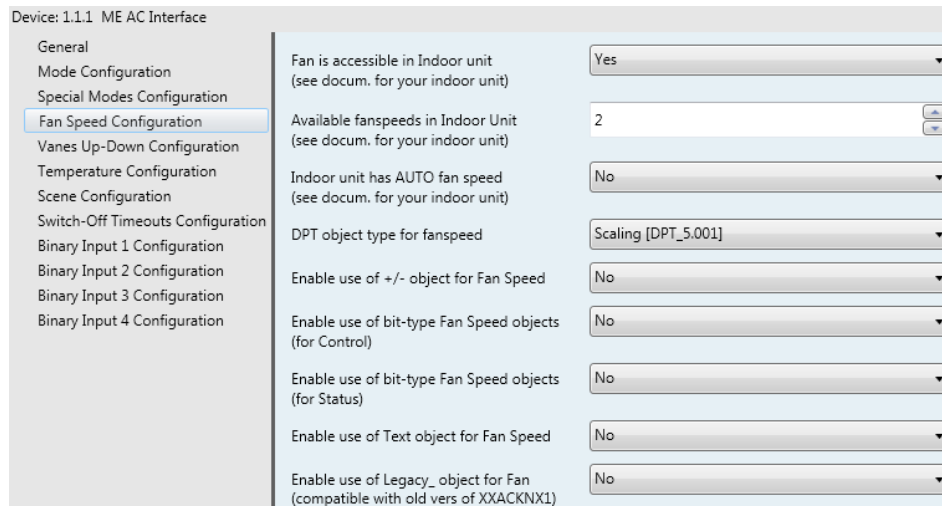 Device: 1.1.1 ME AC Interface
General
Mode Configuration
Special Modes Configuration
Fan Speed Configuration
Vanes Up-Down Configuration
Temperature Configuration
Scene Configuration
Switch-Off Timeouts Configuration
Binary Input 1 Configuration
Binary Input 2 Configuration
Binary Input 3 Configuration
Binary Input 4 Configuration
Fan is accessible in Indoor unit
(see docum. for your indoor unit)
Yes
Available fanspeeds in Indoor Unit
(see docum. for your indoor unit)
2
Indoor unit has AUTO fan speed
(see docum. for your indoor unit)
No
DPT object type for fanspeed
Scaling [DPT_5.001]
Enable use of +/- object for Fan Speed
No
Enable use of bit-type Fan Speed objects
(for Control)
No
Enable use of bit-type Fan Speed objects
(for Status)
No
Enable use of Text object for Fan Speed
No
Enable use of Legacy_ object for Fan
(compatible with old vers of XXACKNX1)
No